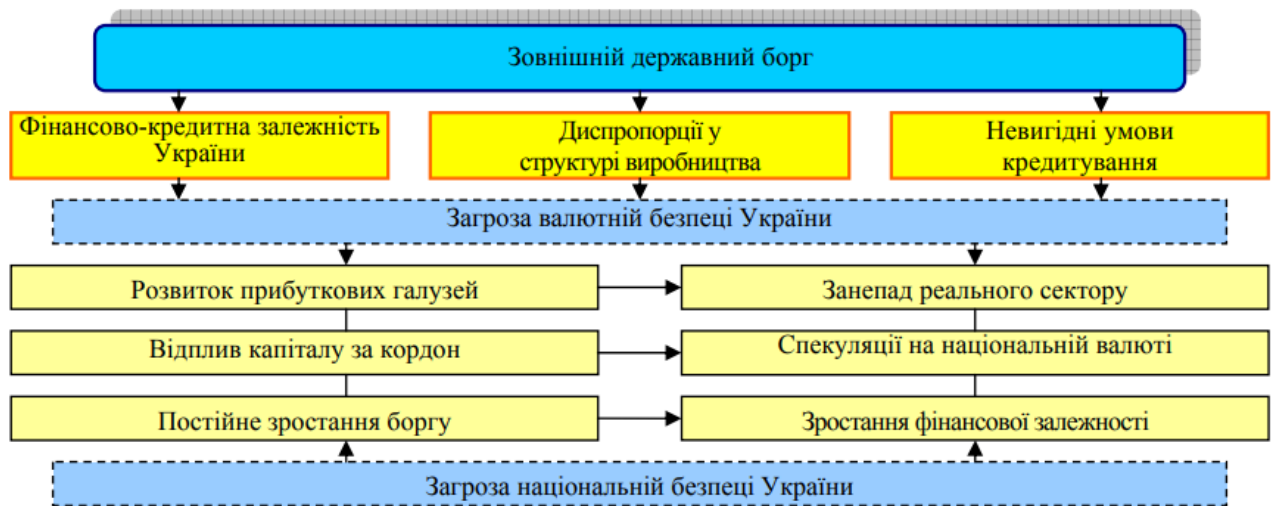 Зовнішній державний борг
Фінансово-кредитна залежність
України
Диспропорції у
структурі виробництва
Невигідні умови
кредитування
Загроза валютній безпеці України
Розвиток прибуткових галузей
Занепад реального сектору
Відплив капіталу за кордон
Спекуляції на національній валюті
Постійне зростання боргу
Зростання фінансової залежності
Загроза національній безпеці України